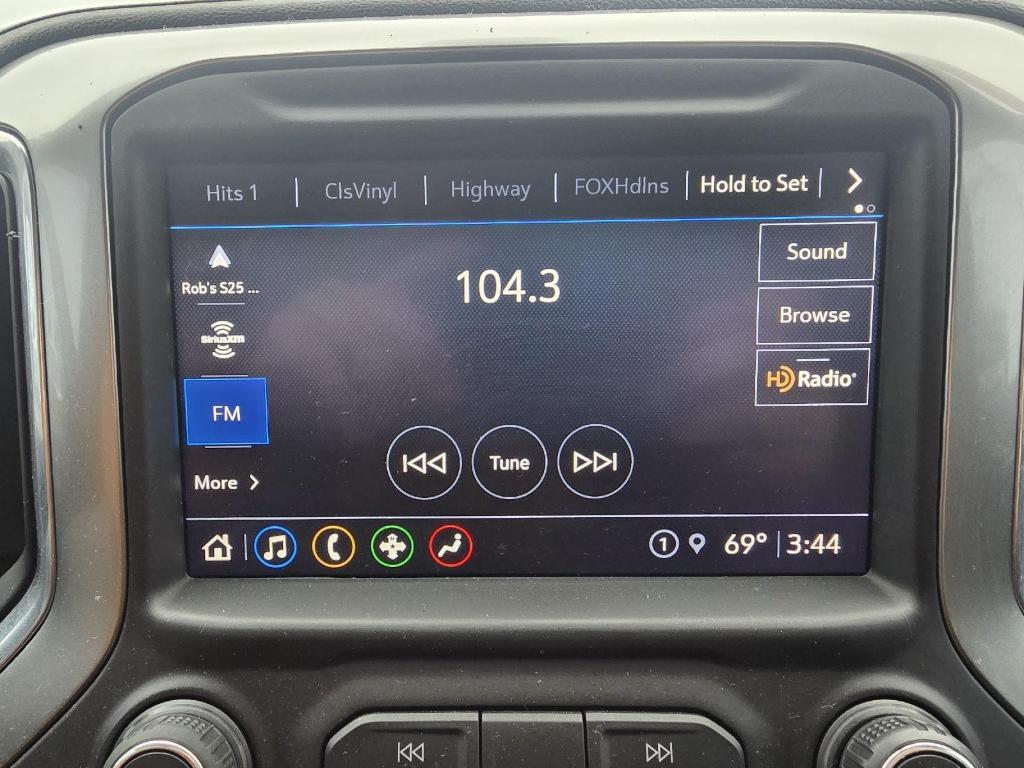 Hits 1 ClsVinyl Highway FOXHdlns Hold to Set
Rob's S25 ...
SiriusXM
FM
More
104.3
Tune
Sound
Browse
HD Radio®
1 69° 3:44